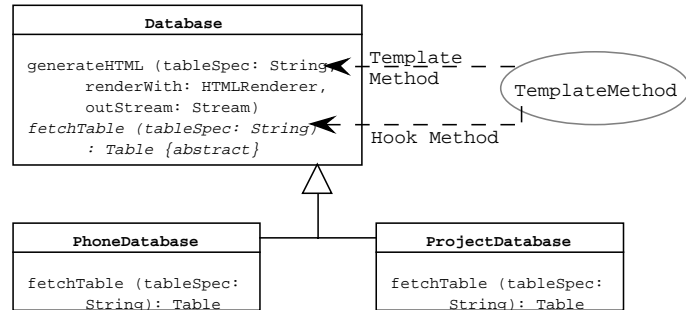 Database
generateHTML (tableSpec: String,
renderWith: HTMLRenderer,
outStream: Stream)
fetchTable (tableSpec: String)
: Table {abstract}
Template
Method
TemplateMethod
Hook Method
PhoneDatabase
fetchTable (tableSpec:
String): Table
ProjectDatabase
fetchTable (tableSpec:
String): Table